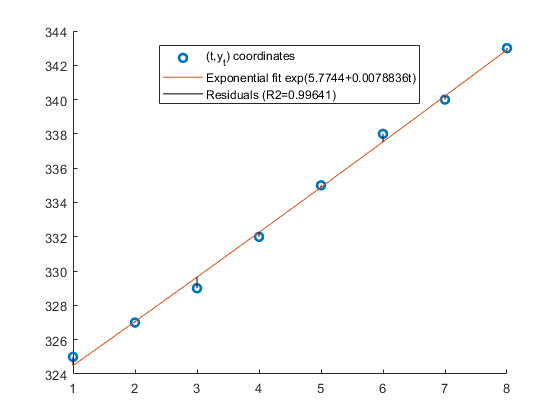 344
342
340
338
336
334
332
330
328
326
324
1 2 3 4 5 6 7 8
(t,y_t) coordinates
Exponential fit exp(5.7744+0.0078836t)
Residuals (R2=0.99641)